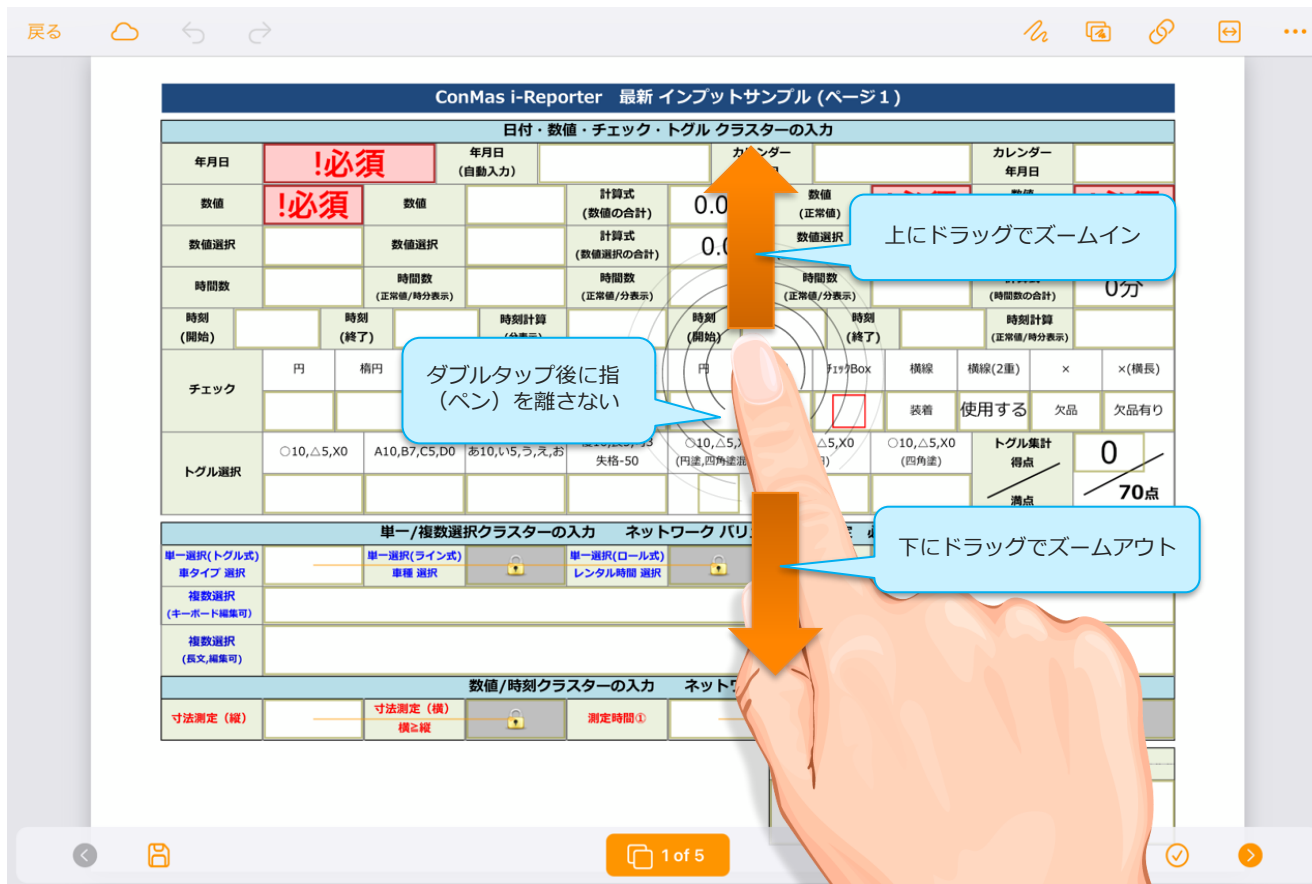 戻る
ConMas i-Reporter 最新 インプットサンプル (ページ１)
日付・数値・チェック・トグル クラスターの入力
年月日
!必須
年月日
(自動入力)
カレンダー
カレンダー
年月日
数値
!必須
数値
計算式
(数値の合計)
0.0
数値
(正常値)
数値選択
数値選択
計算式
(数値選択の合計)
数値選択
上にドラッグでズームイン
時間数
時間数
(正常値/時分表示)
時間数
(正常値/分表示)
時間数
(正常値/分表示)
(時間数の合計)
0分
時刻
(開始)
時刻
(終了)
時刻計算
時刻
(開始)
時刻
(終了)
時刻計算
(正常値/時分表示)
チェック
円
楕円
円
ﾁｪｯｸBox
横線
横線(2重)
×
×(横長)
ダブルタップ後に指
（ペン）を離さない
装着
使用する
欠品
欠品有り
トグル選択
○10,△5,X0
A10,B7,C5,D0
あ10,い5,う,え,お
失格-50
○10,△5,
○10,△5,X0
(四角塗)
トグル集計
得点
満点
0
70点
単一/複数選択クラスターの入力 ネットワーク
単一選択(トグル式)
車タイプ 選択
単一選択(ライン式)
車種 選択
単一選択(ロール式)
レンタル時間 選択
下にドラッグでズームアウト
複数選択
(キーボード編集可)
複数選択
(長文,編集可)
数値/時刻クラスターの入力
寸法測定（縦）
寸法測定（横）
横≧縦
測定時間①
1 of 5